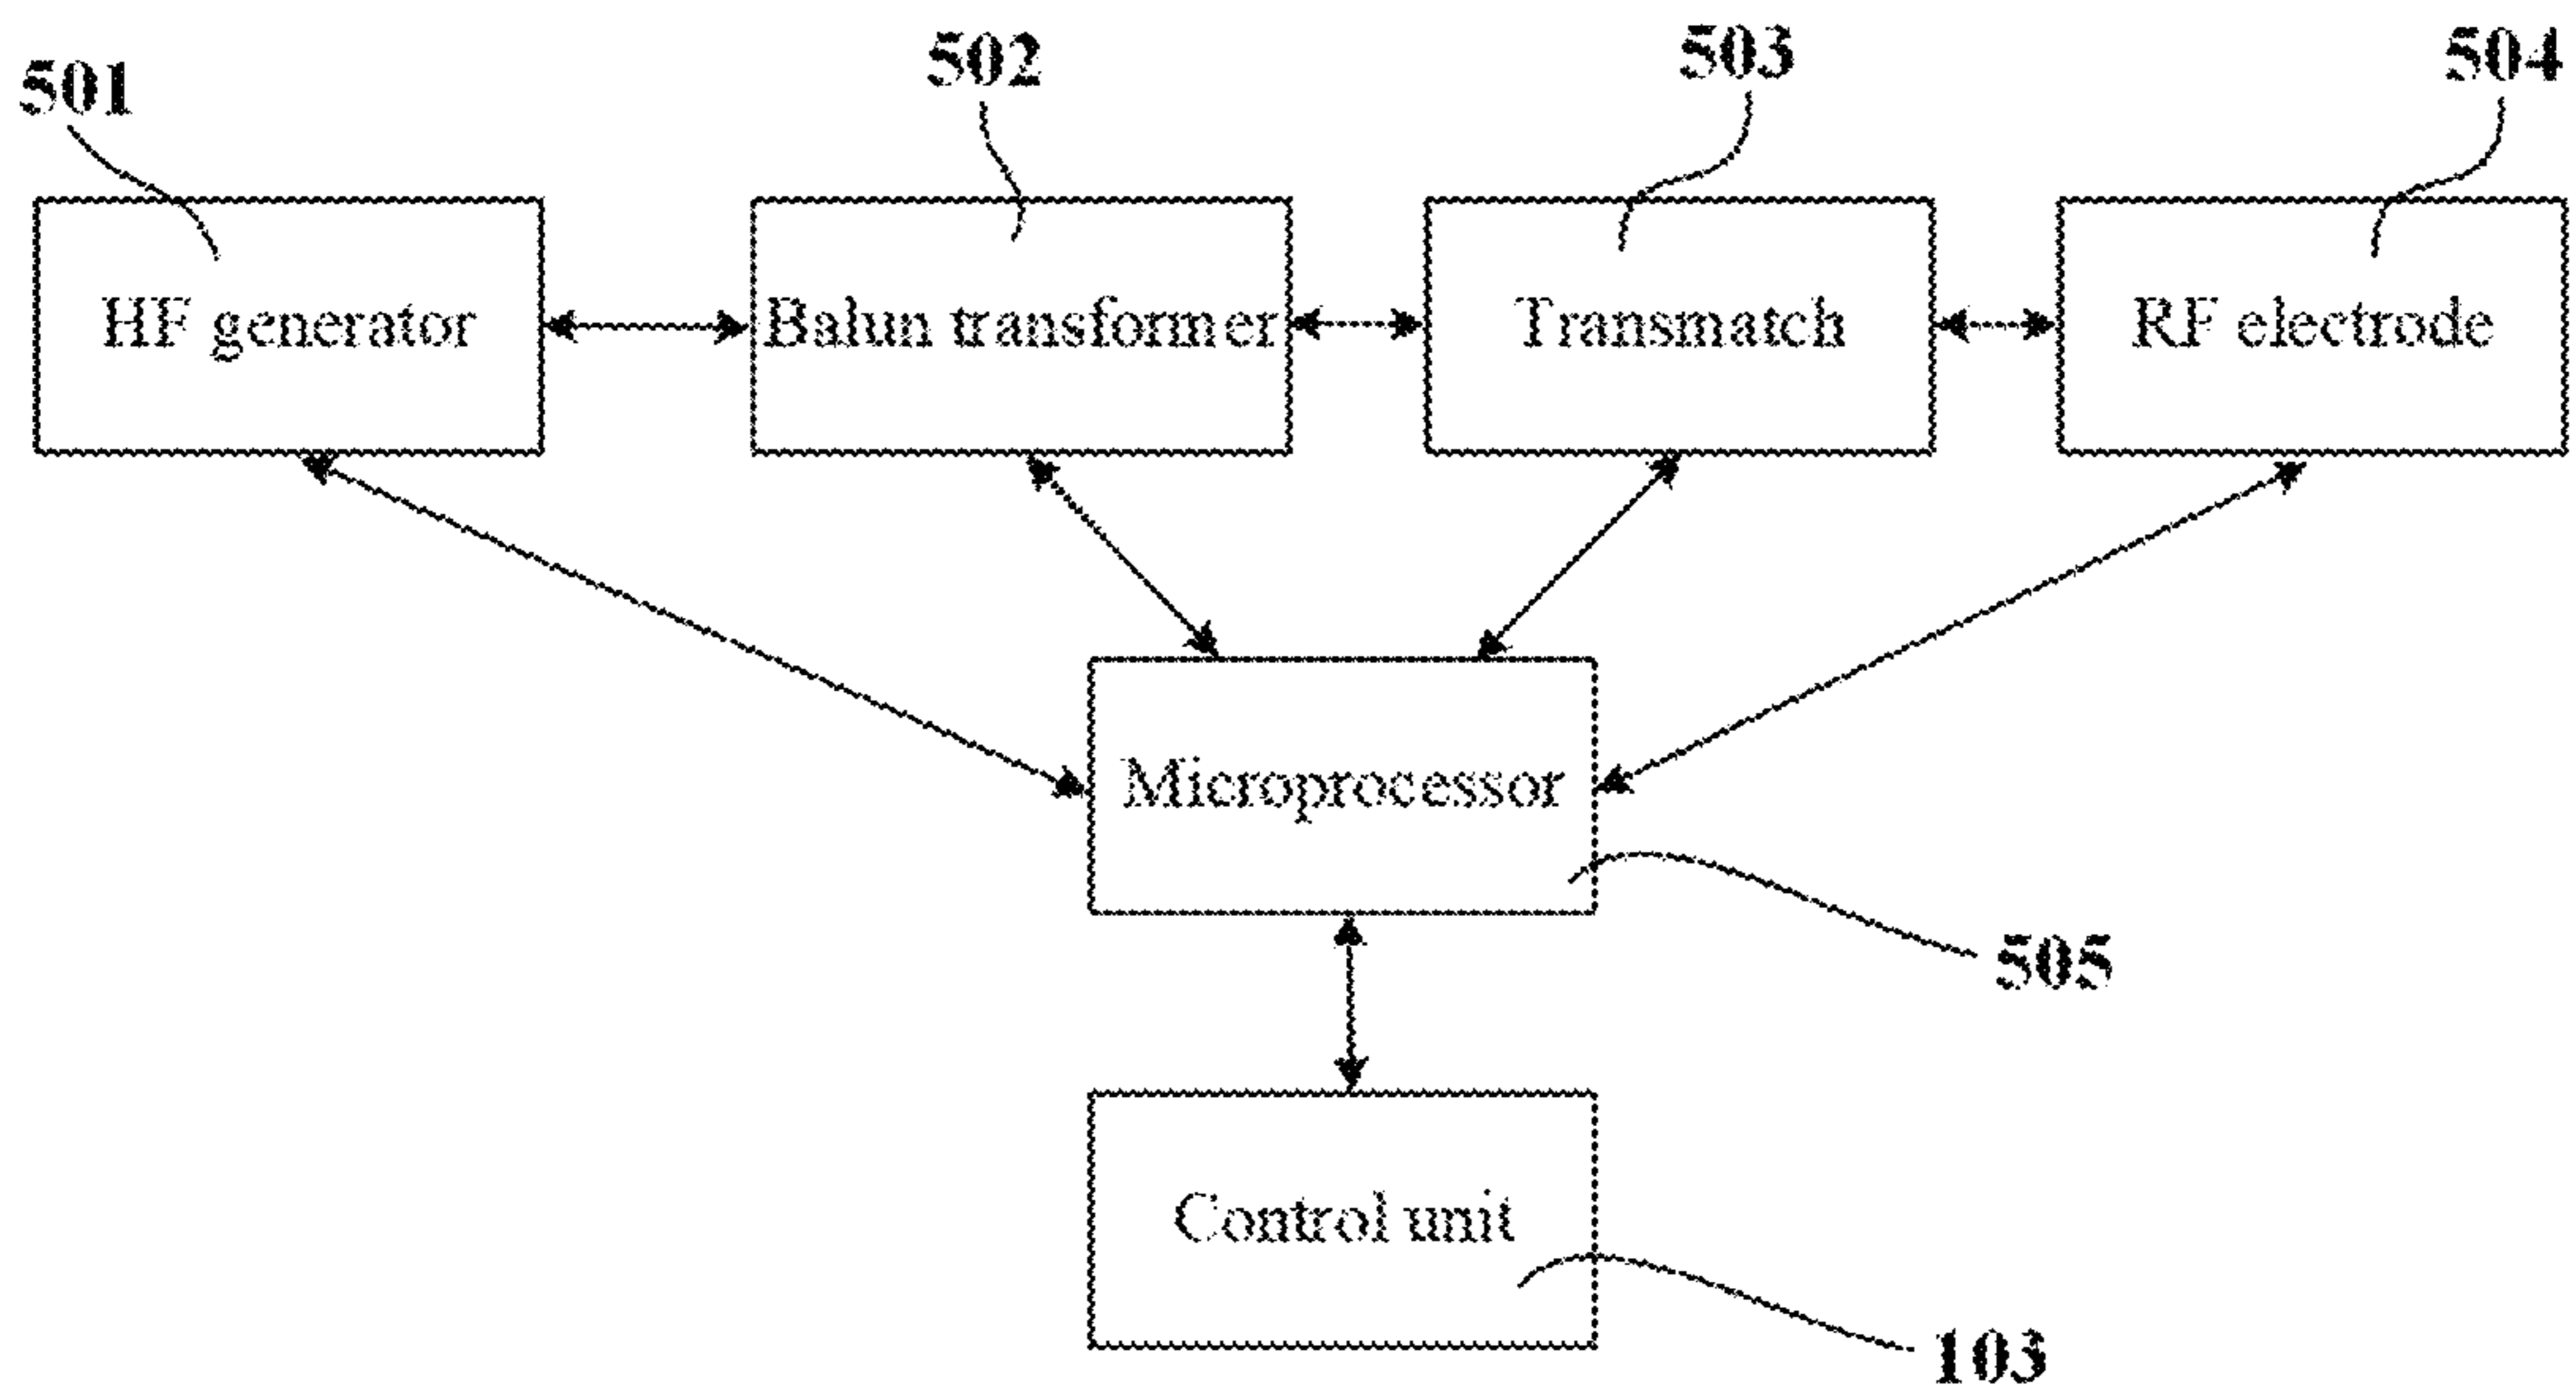 501
502
503
504
HF generator
Balun transformer
Transmatch
RF electrode
Microprocessor
505
Control unit
103